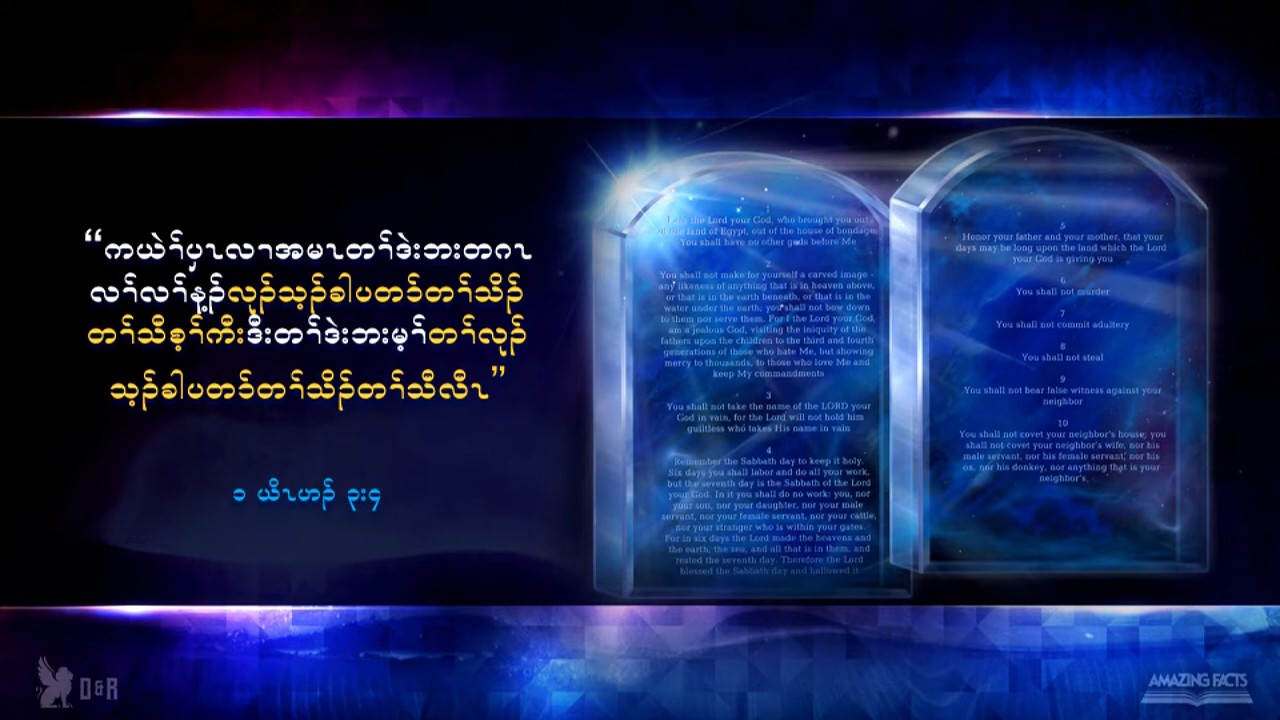 “ကယဲၢ်ပှၤလၢအမၤတၢ်ဒဲးဘးတဂၤ
လၢ်လၢ်န့ၣ်လုၣ်သ့ၣ်ခါပတာ်တၢ်သိၣ်
တၢ်သီစ့ၢ်ကီးဒီးတၢ်ဒဲးဘးမ့ၢ်တၢ်လုၣ်
သ့ၣ်ခါပတာ်တၢ်သိၣ်တၢ်သီလီၤ”
၁ ယိၤဟၣ် ၃း၄
1
I am the Lord your God, who brought you out
of the land of Egypt, out of the house of bondage.
You shall have no other gods before Me
2
You shall not make for yourself a carved image -
any likeness of anything that is in heaven above,
or that is in the earth beneath, or that is in the
water under the earth; you shall not bow down
to them nor serve them. For I the Lord your God,
am a jealous God, visiting the iniquity of the
fathers upon the children to the third and fourth
generations of those who hate Me, but showing
mercy to thousands, to those who love Me and
keep My commandments
3
You shall not take the name of the LORD your
God in vain, for the Lord will not hold him
guiltless who takes His name in vain
4
Remember the Sabbath day to keep it holy.
Six days you shall labor and do all your work,
but the seventh day is the Sabbath of the Lord
your God. In it you shall do no work: you, nor
your son, nor your daughter, nor your male
servant, nor your female servant, nor your cattle,
nor your stranger who is within your gates.
For in six days the Lord made the heavens and
the earth, the sea, and all that is in them, and
rested the seventh day. Therefore the Lord
blessed the Sabbath day and hallowed it
5
Honor your father and your mother, that your
days may be long upon the land which the Lord
your God is giving you
6
You shall not murder
7
You shall not commit adultery
8
You shall not steal
9
You shall not bear false witness against your
neighbor
10
You shall not covet your neighbor's house; you
shall not covet your neighbor's wife, nor his
male servant, nor his female servant, nor his
ox, nor his donkey, nor anything that is your
neighbor's.
D&R
AMAZING FACTS